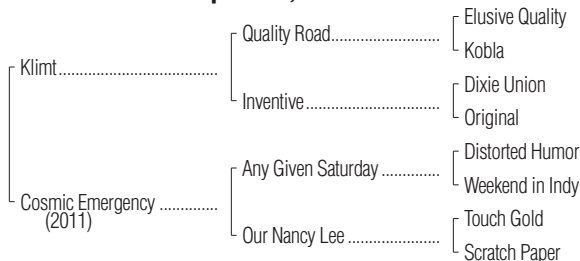 Elusive Quality
Quality Road
Kobla
Klimt
Dixie Union
Inventive
Original
Distorted Humor
Any Given Saturday
Weekend in Indy
Cosmic Emergency
(2011)
Touch Gold
Our Nancy Lee
Scratch Paper